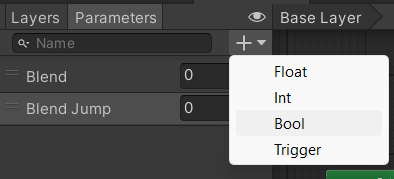 Layers Parameters Base Layer
Name
Blend 0
Blend Jump 0
Float
Int
Bool
Trigger